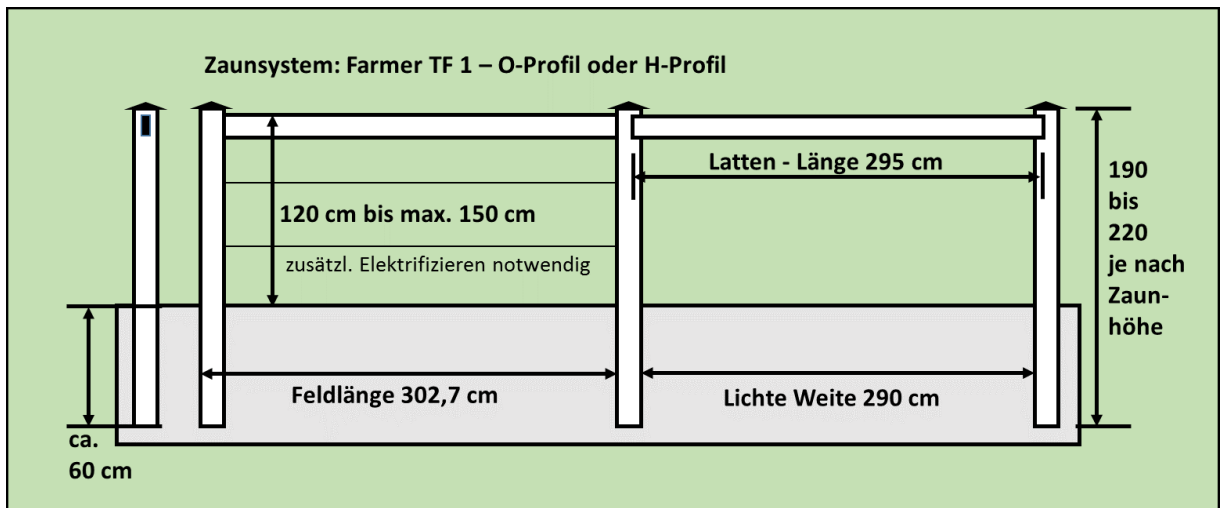 Zaunsystem: Farmer TF 1 – O-Profil oder H-Profil
Latten - Länge 295 cm
120 cm bis max. 150 cm
zusätzl. Elektrifizieren notwendig
190
bis
220
je nach
Zaun-
höhe
Feldlänge 302,7 cm
Lichte Weite 290 cm
ca.
60 cm